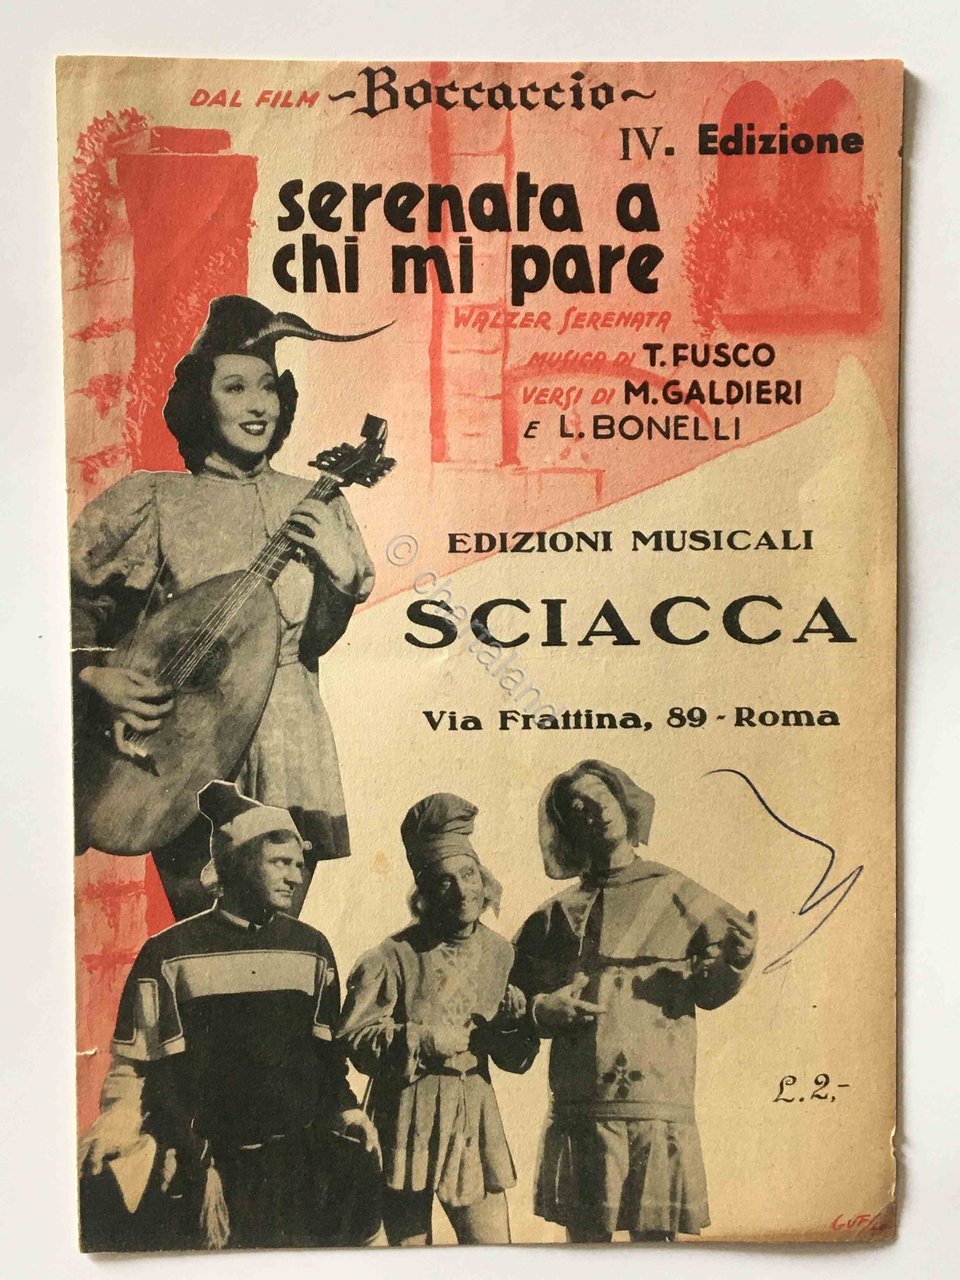 DAL FILM ~Boccaccio~
IV. Edizione
serenata a
chi mi pare
WALZER SERENATA
MUSICA DI T. FUSCO
VERSI DI M. GALDIERI
E L. BONELLI
EDIZIONI MUSICALI
SCIACCA
Via Frattina, 89 - Roma
L. 2,-